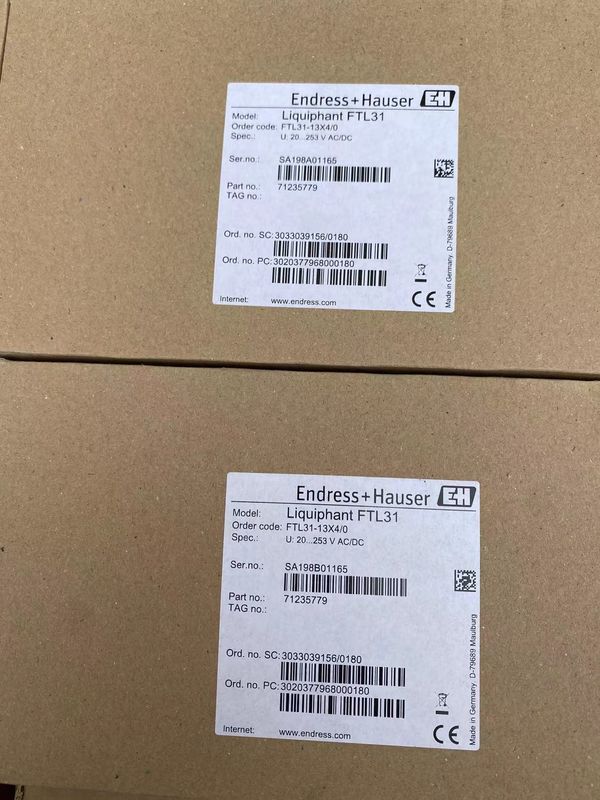 Endress+Hauser EH
Model: Liquiphant FTL31
Order code: FTL31-13X4/0
Spec.: U: 20...253 V AC/DC
Ser.no.: SA198A01165
Part no.: 71235779
TAG no.:
Ord. no. SC: 3033039156/0180
Ord. no. PC: 3020377968000180
Internet: www.endress.com
CE
Made in Germany D-79689 Maulburg
Endress+Hauser EH
Model: Liquiphant FTL31
Order code: FTL31-13X4/0
Spec.: U: 20...253 V AC/DC
Ser.no.: SA198B01165
Part no.: 71235779
TAG no.:
Ord. no. SC: 3033039156/0180
Ord. no. PC: 3020377968000180
Internet: www.endress.com
CE
Made in Germany D-79689 Maulburg